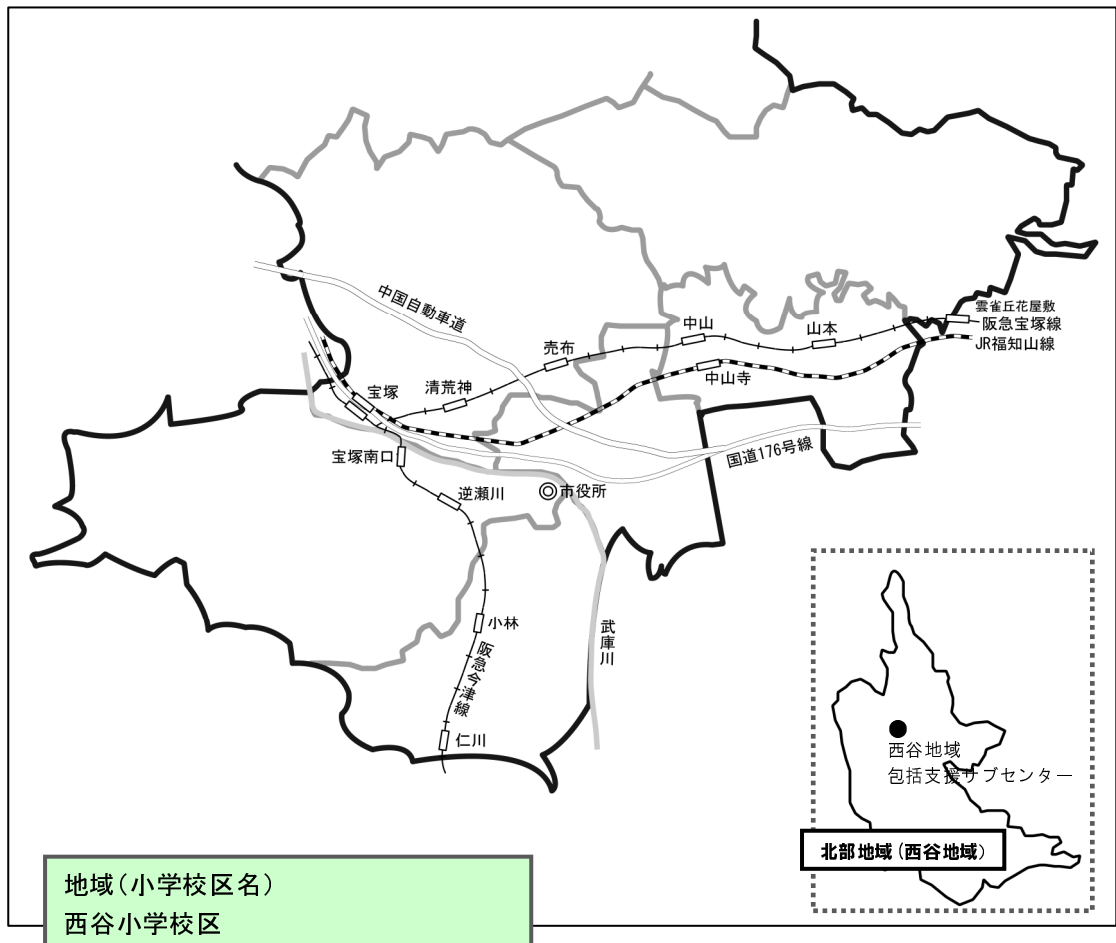 中国自動車道
雲雀丘花屋敷
阪急宝塚線
JR福知山線
中山
山本
売布
中山寺
清荒神
宝塚
宝塚南口
国道176号線
逆瀬川
市役所
小林
武庫川
阪急今津線
仁川
西谷地域
包括支援サブセンター
北部地域(西谷地域)
地域(小学校区名)
西谷小学校区